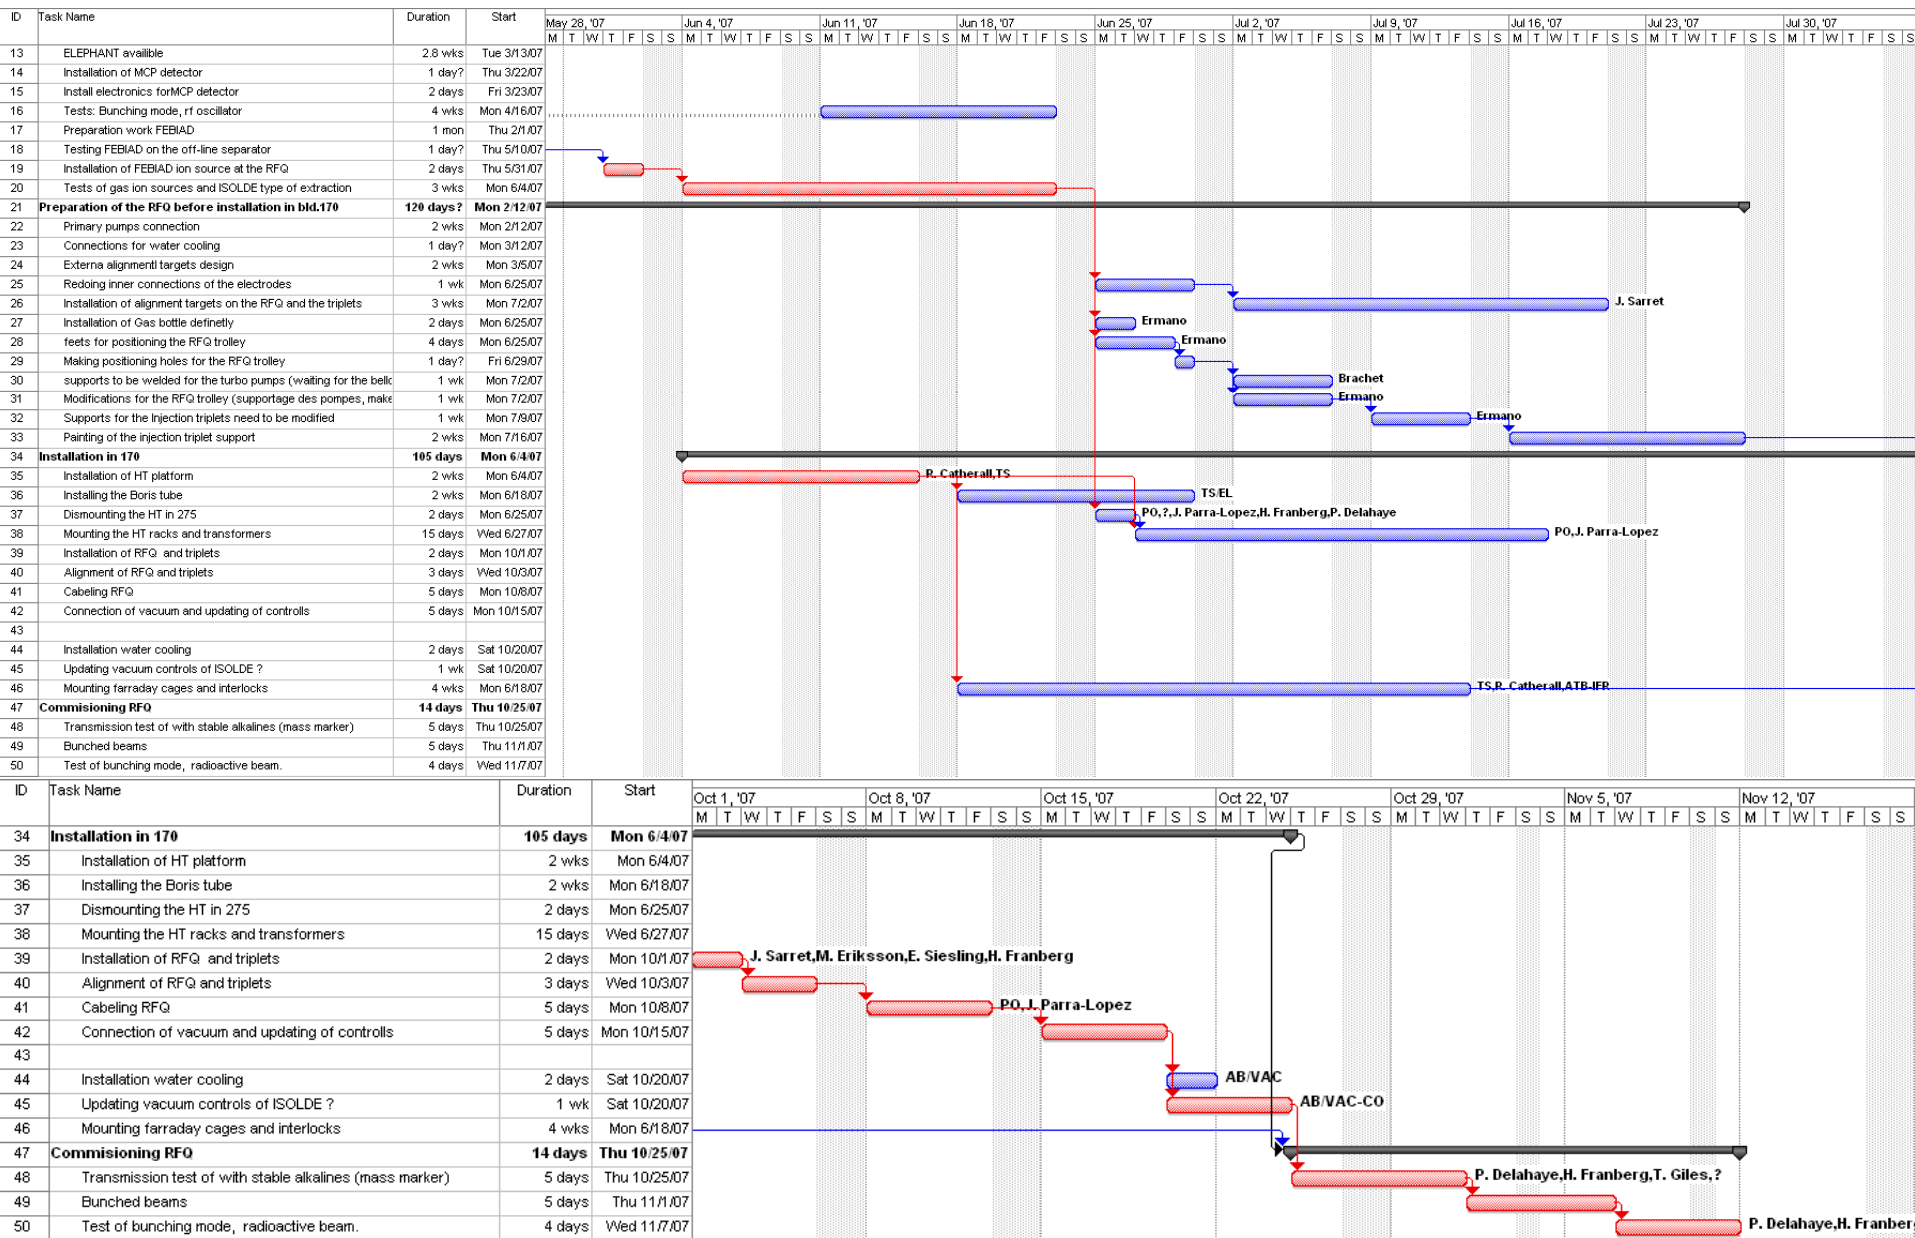 ID Task Name Duration Start May 28, '07 Jun 4, '07 Jun 11, '07 Jun 18, '07 Jun 25, '07 Jul 2, '07 Jul 9, '07 Jul 16, '07 Jul 23, '07 Jul 30, '07
M T W T F S S M T W T F S S M T W T F S S M T W T F S S M T W T F S S M T W T F S S M T W T F S S M T W T F S S M T W T F S S M T W T F S S
13 ELEPHANT availible 2.8 wks Tue 3/13/07
14 Installation of MCP detector 1 day? Thu 3/22/07
15 Install electronics forMCP detector 2 days Fri 3/23/07
16 Tests: Bunching mode, rf oscillator 4 wks Mon 4/16/07
17 Preparation work FEBIAD 1 mon Thu 2/1/07
18 Testing FEBIAD on the off-line separator 1 day? Thu 5/10/07
19 Installation of FEBIAD ion source at the RFQ 2 days Thu 5/31/07
20 Tests of gas ion sources and ISOLDE type of extraction 3 wks Mon 6/4/07
21 Preparation of the RFQ before installation in bld.170 120 days? Mon 2/12/07
22 Primary pumps connection 2 wks Mon 2/12/07
23 Connections for water cooling 1 day? Mon 3/12/07
24 Externa alignmentl targets design 2 wks Mon 3/5/07
25 Redoing inner connections of the electrodes 1 wk Mon 6/25/07
26 Installation of alignment targets on the RFQ and the triplets 3 wks Mon 7/2/07 J. Sarret
27 Installation of Gas bottle definetly 2 days Mon 6/25/07 Ermano
28 feets for positioning the RFQ trolley 4 days Mon 6/25/07 Ermano
29 Making positioning holes for the RFQ trolley 1 day? Fri 6/29/07
30 supports to be welded for the turbo pumps (waiting for the bello 1 wk Mon 7/2/07 Brachet
31 Modifications for the RFQ trolley (supportage des pompes, make 1 wk Mon 7/2/07 Ermano
32 Supports for the Injection triplets need to be modified 1 wk Mon 7/9/07 Ermano
33 Painting of the injection triplet support 2 wks Mon 7/16/07
34 Installation in 170 105 days Mon 6/4/07
35 Installation of HT platform 2 wks Mon 6/4/07 R. Catherall,TS
36 Installing the Boris tube 2 wks Mon 6/18/07 TS/EL
37 Dismounting the HT in 275 2 days Mon 6/25/07 PO,?,J. Parra-Lopez,H. Franberg,P. Delahaye
38 Mounting the HT racks and transformers 15 days Wed 6/27/07 PO,J. Parra-Lopez
39 Installation of RFQ and triplets 2 days Mon 10/1/07
40 Alignment of RFQ and triplets 3 days Wed 10/3/07
41 Cabeling RFQ 5 days Mon 10/8/07
42 Connection of vacuum and updating of controlls 5 days Mon 10/15/07
43
44 Installation water cooling 2 days Sat 10/20/07
45 Updating vacuum controls of ISOLDE ? 1 wk Sat 10/20/07
46 Mounting farraday cages and interlocks 4 wks Mon 6/18/07 TS,R. Catherall,ATB-IFR
47 Commisioning RFQ 14 days Thu 10/25/07
48 Transmission test of with stable alkalines (mass marker) 5 days Thu 10/25/07
49 Bunched beams 5 days Thu 11/1/07
50 Test of bunching mode, radioactive beam. 4 days Wed 11/7/07
ID Task Name Duration Start Oct 1, '07 Oct 8, '07 Oct 15, '07 Oct 22, '07 Oct 29, '07 Nov 5, '07 Nov 12, '07
M T W T F S S M T W T F S S M T W T F S S M T W T F S S M T W T F S S M T W T F S S M T W T F S S
34 Installation in 170 105 days Mon 6/4/07
35 Installation of HT platform 2 wks Mon 6/4/07
36 Installing the Boris tube 2 wks Mon 6/18/07
37 Dismounting the HT in 275 2 days Mon 6/25/07
38 Mounting the HT racks and transformers 15 days Wed 6/27/07
39 Installation of RFQ and triplets 2 days Mon 10/1/07 J. Sarret,M. Eriksson,E. Siesling,H. Franberg
40 Alignment of RFQ and triplets 3 days Wed 10/3/07
41 Cabeling RFQ 5 days Mon 10/8/07 PO,J. Parra-Lopez
42 Connection of vacuum and updating of controlls 5 days Mon 10/15/07
43
44 Installation water cooling 2 days Sat 10/20/07 AB/VAC
45 Updating vacuum controls of ISOLDE ? 1 wk Sat 10/20/07 AB/VAC-CO
46 Mounting farraday cages and interlocks 4 wks Mon 6/18/07
47 Commisioning RFQ 14 days Thu 10/25/07
48 Transmission test of with stable alkalines (mass marker) 5 days Thu 10/25/07 P. Delahaye,H. Franberg,T. Giles,?
49 Bunched beams 5 days Thu 11/1/07
50 Test of bunching mode, radioactive beam. 4 days Wed 11/7/07 P. Delahaye,H. Franberg